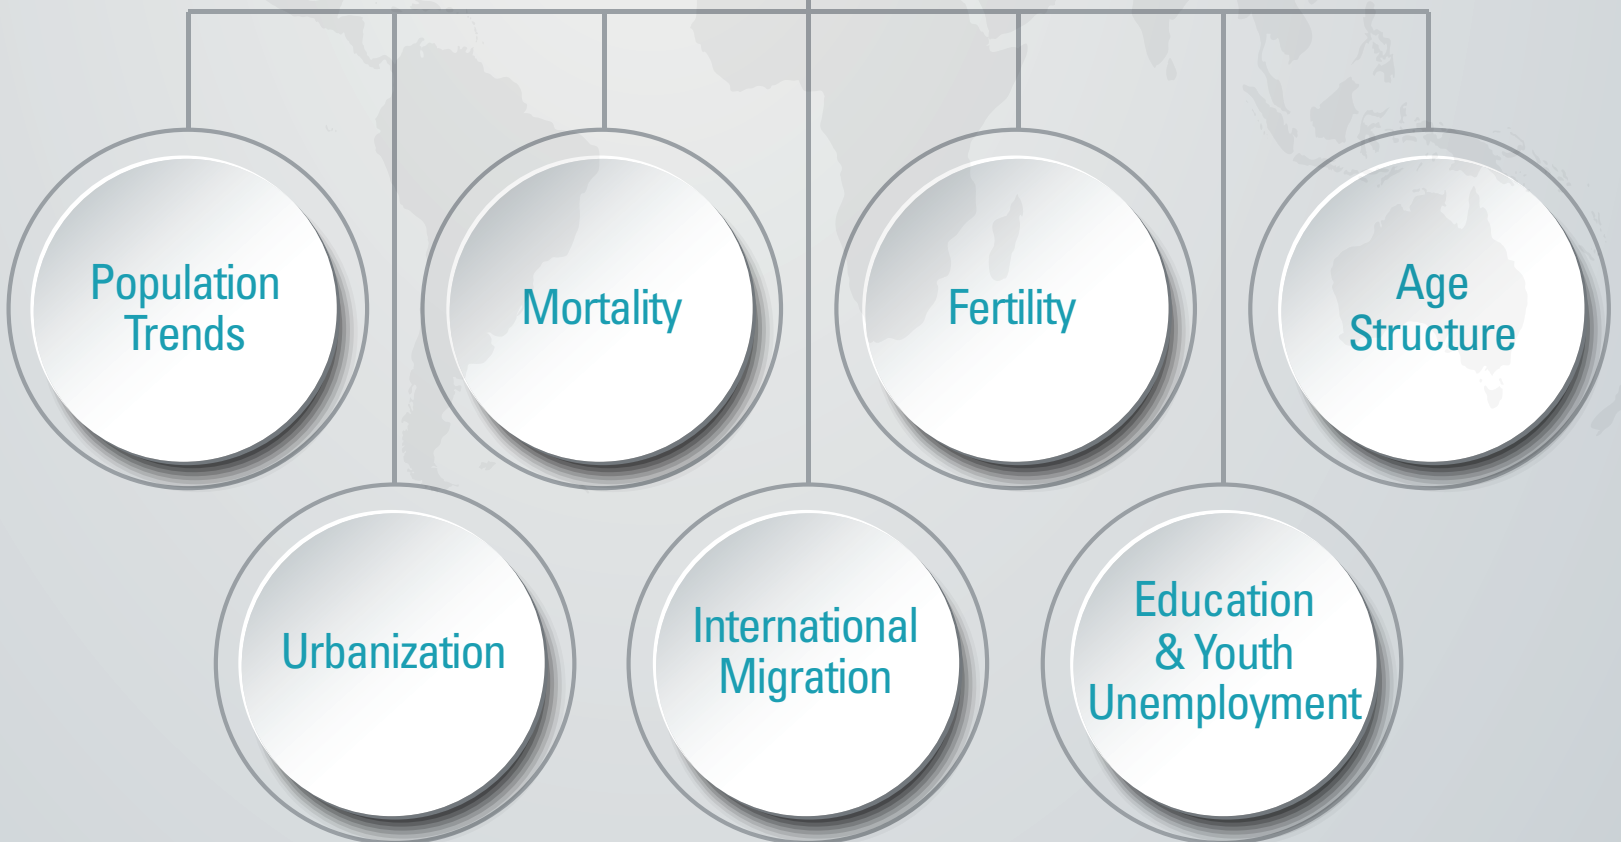 Population
Trends
Mortality
Fertility
Age
Structure
Urbanization
International
Migration
Education
& Youth
Unemployment